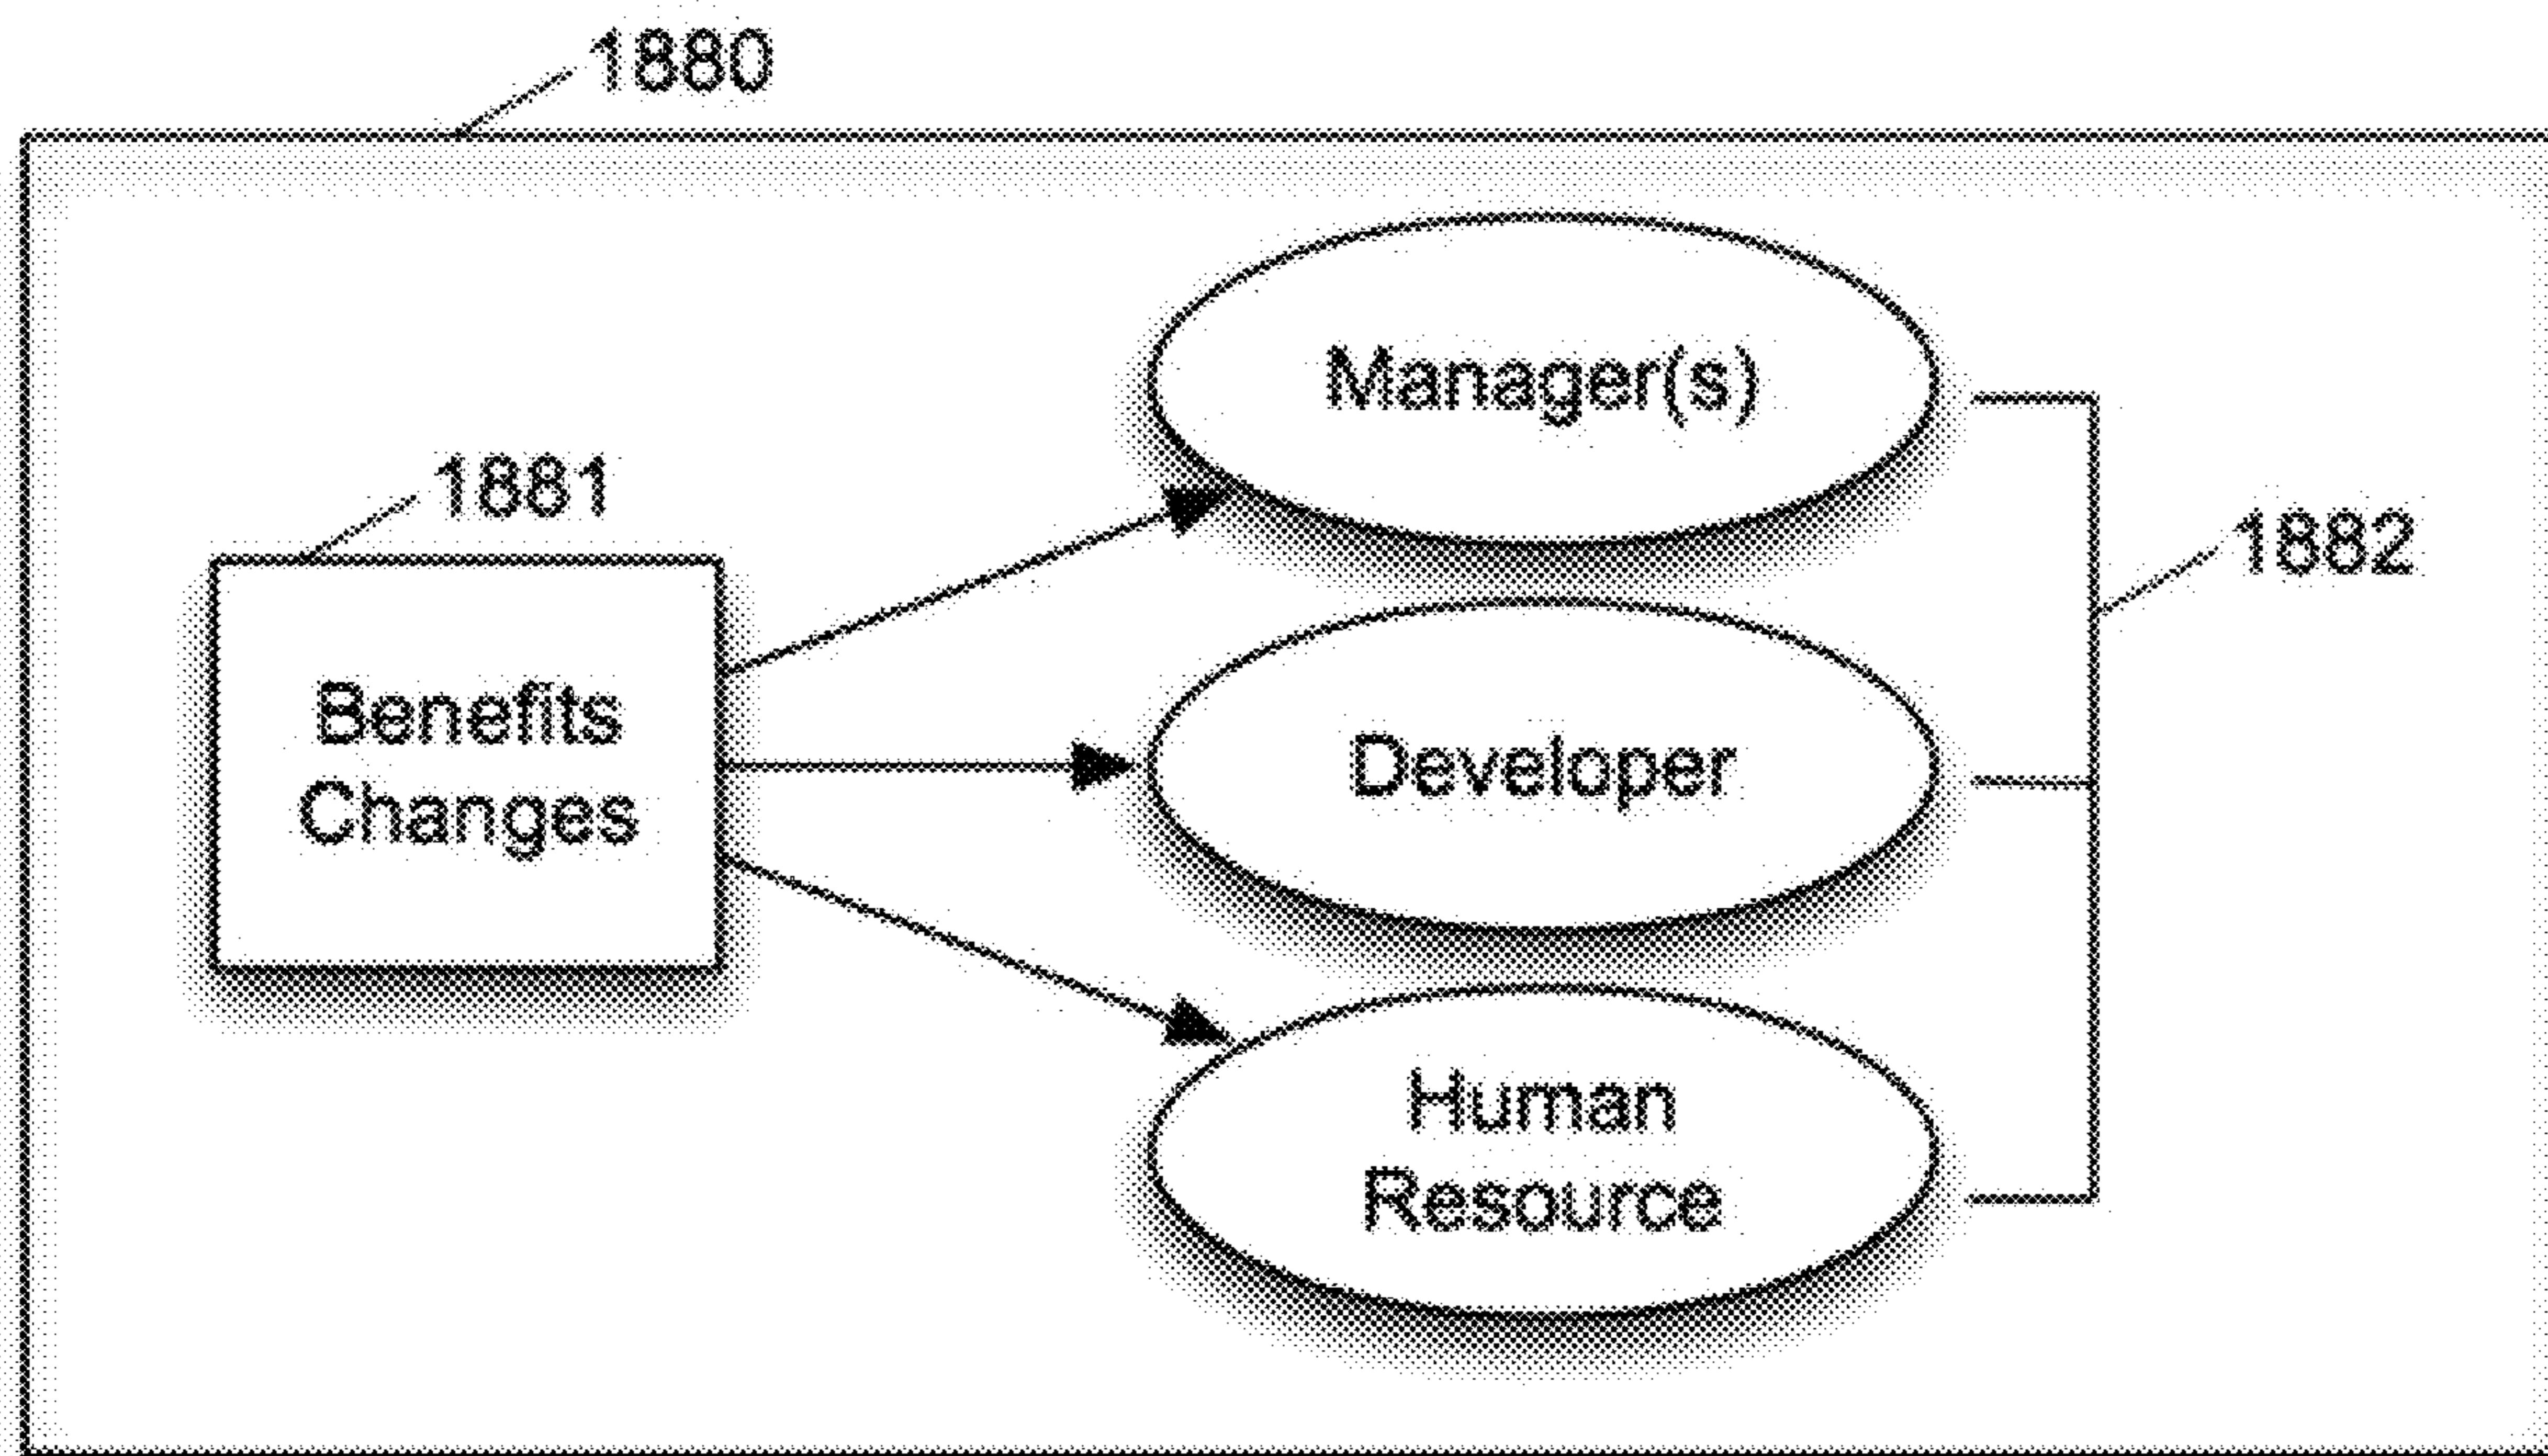 1880
Manager(s)
1881
1882
Benefits
Changes
Developer
Human
Resource